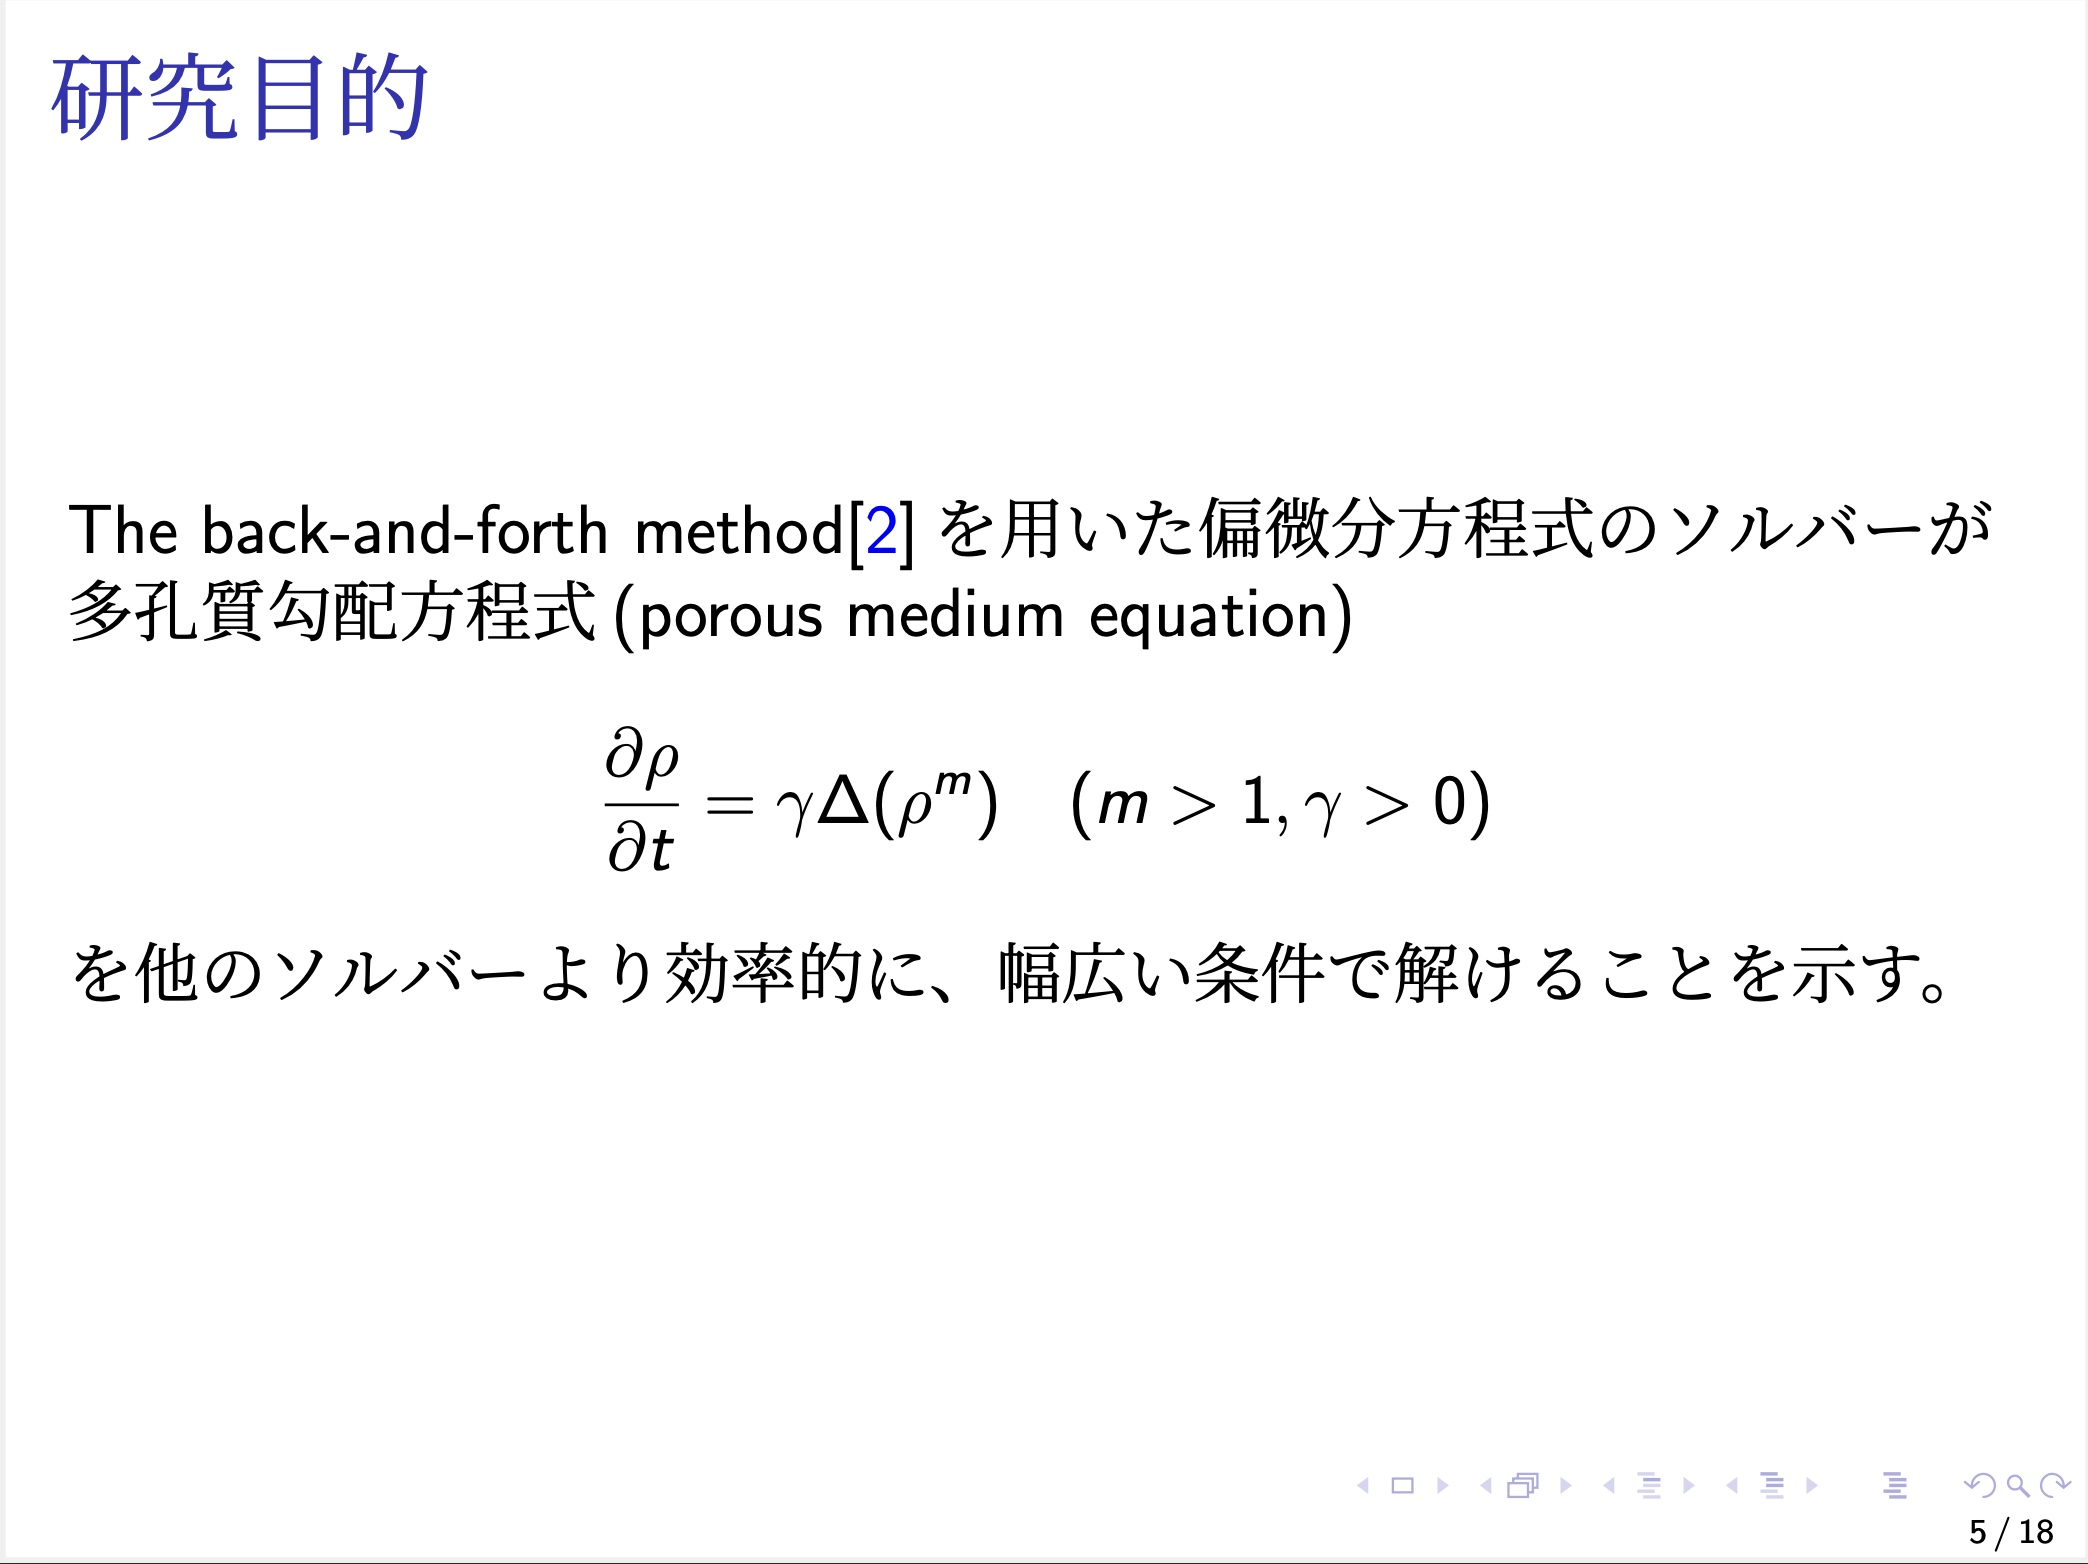 研究目的
The back-and-forth method[2] を用いた偏微分方程式のソルバーが
多孔質勾配方程式 (porous medium equation)
∂ρ/∂t = γΔ(ρ^m)　(m > 1, γ > 0)
を他のソルバーより効率的に、幅広い条件で解けることを示す。
5 / 18